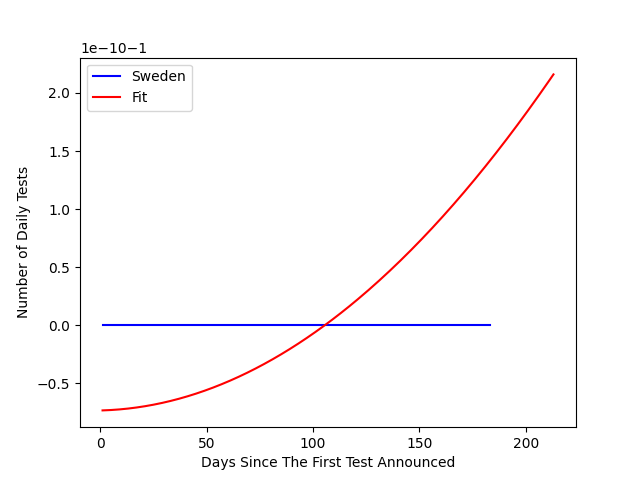 1e−10−1
Sweden
Fit
2.0
1.5
1.0
0.5
0.0
−0.5
Number of Daily Tests
0 50 100 150 200
Days Since The First Test Announced